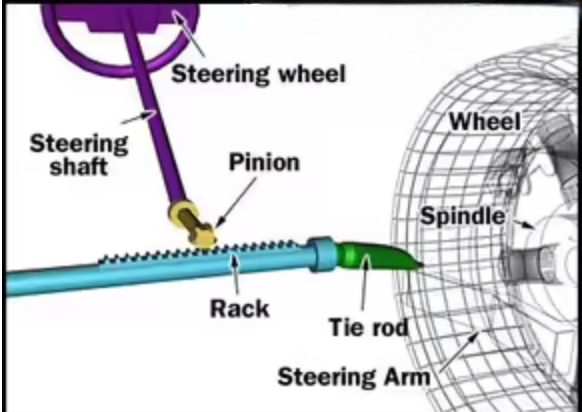 Steering wheel
Wheel
Steering
shaft
Pinion
Spindle
Rack
Tie rod
Steering Arm